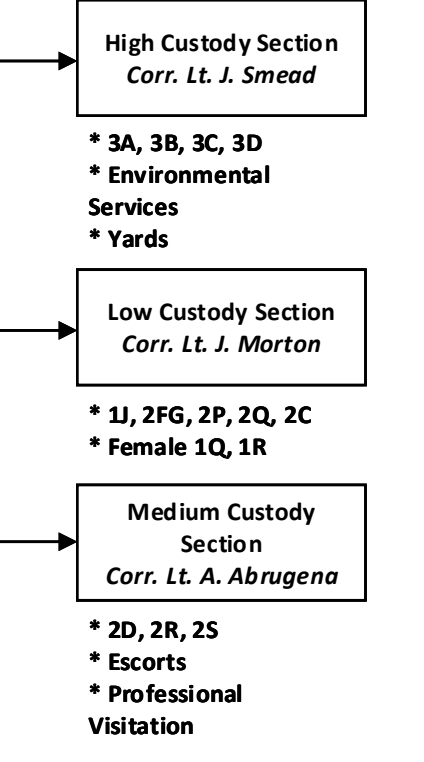 High Custody Section
Corr. Lt. J. Smead
* 3A, 3B, 3C, 3D
* Environmental
Services
* Yards
Low Custody Section
Corr. Lt. J. Morton
* 1J, 2FG, 2P, 2Q, 2C
* Female 1Q, 1R
Medium Custody
Section
Corr. Lt. A. Abrugena
* 2D, 2R, 2S
* Escorts
* Professional
Visitation